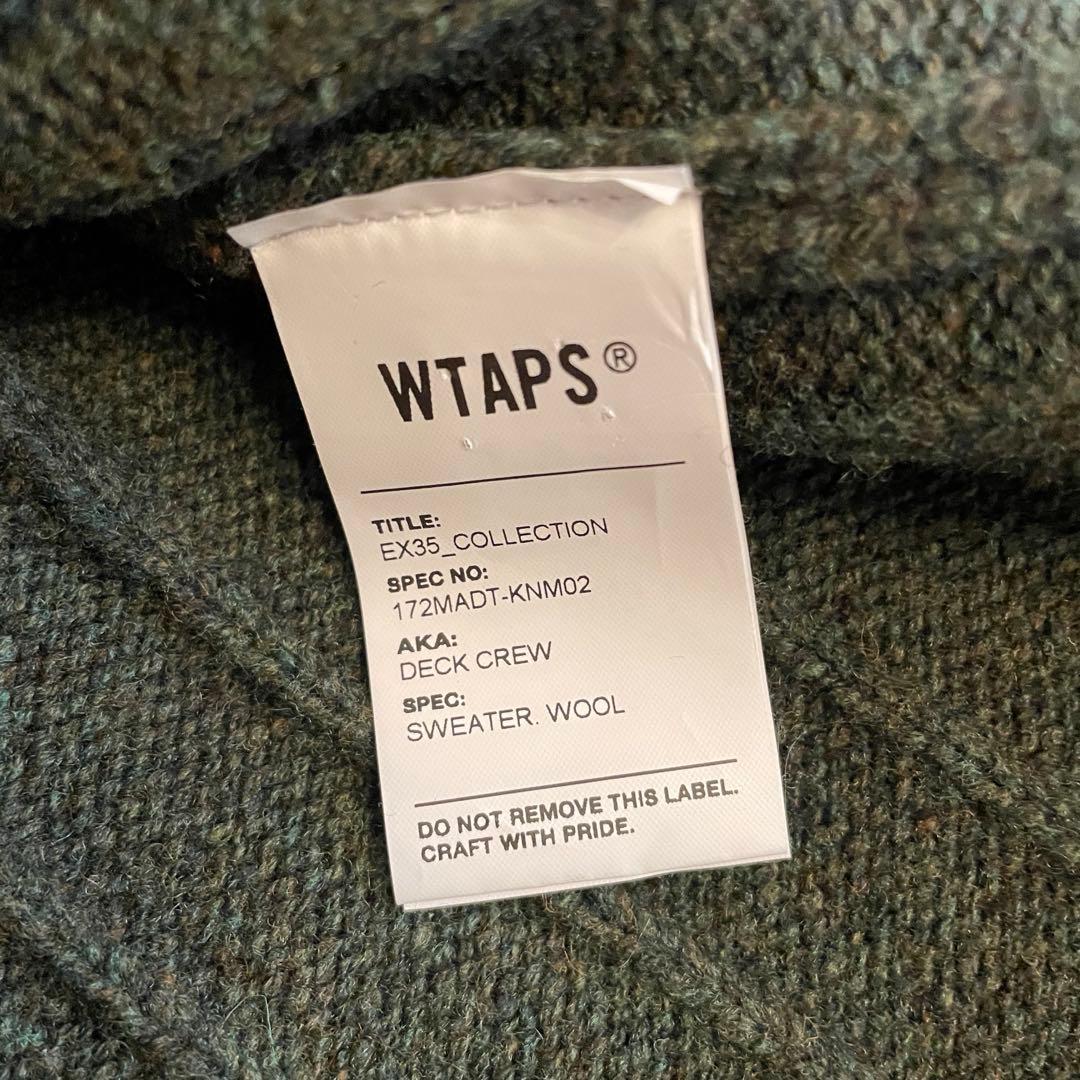 WTAPS®
TITLE:
EX35_COLLECTION
SPEC NO:
172MADT-KNM02
AKA:
DECK CREW
SPEC:
SWEATER. WOOL
DO NOT REMOVE THIS LABEL.
CRAFT WITH PRIDE.